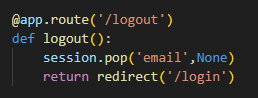 @app.route('/logout')
def logout():
    session.pop('email',None)
    return redirect('/login')